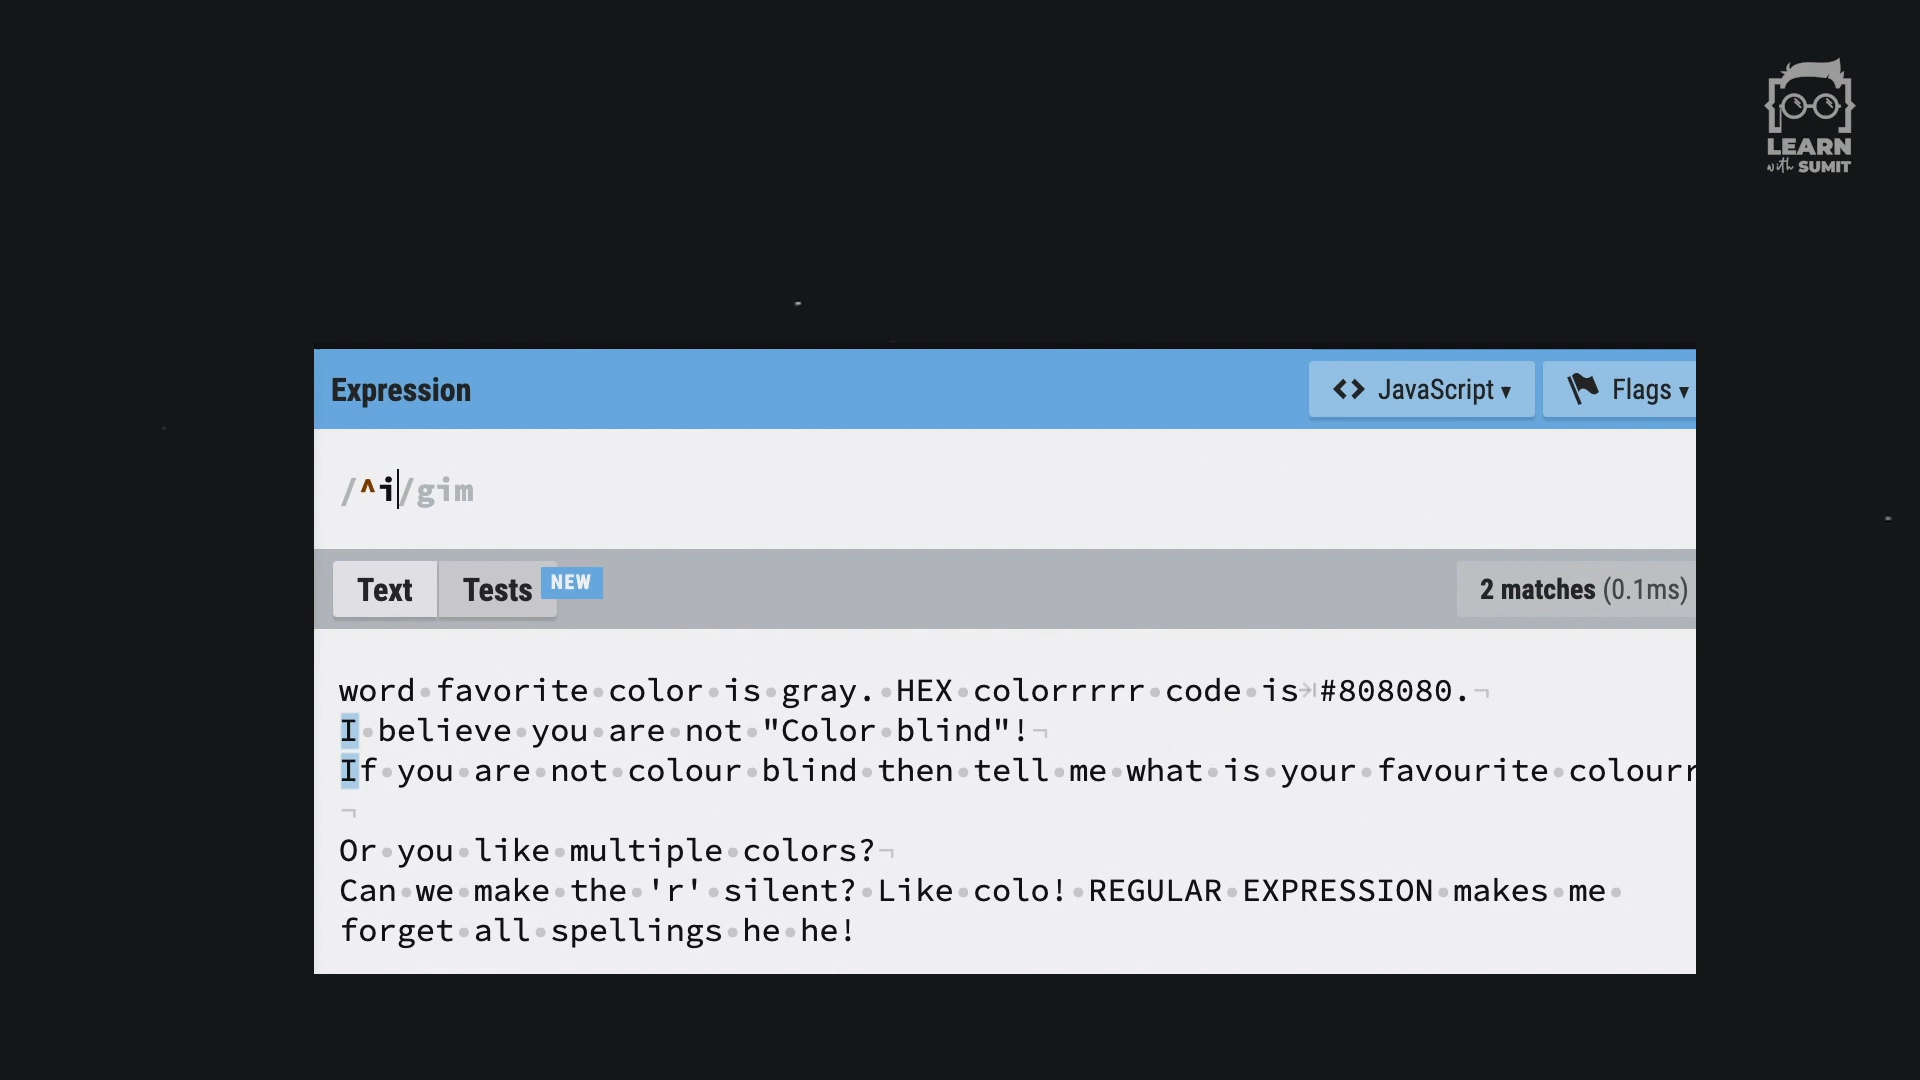 LEARN
with SUMIT
Expression
<> JavaScript ▾
Flags ▾
/^i/gim
Text
Tests
NEW
2 matches (0.1ms)
word favorite color is gray. HEX colorrrrr code is #808080.
I believe you are not "Color blind"!
If you are not colour blind then tell me what is your favourite colourr
Or you like multiple colors?
Can we make the 'r' silent? Like colo! REGULAR EXPRESSION makes me
forget all spellings he he!